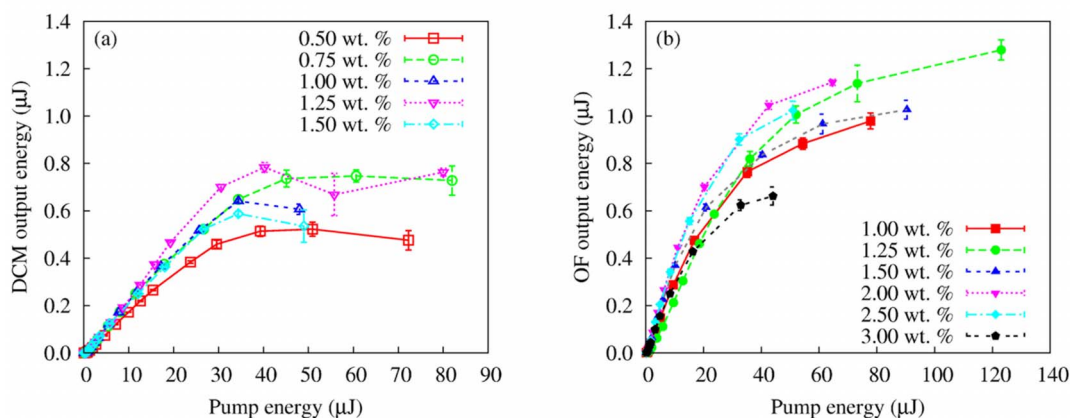 (a)
0.50 wt. %
0.75 wt. %
1.00 wt. %
1.25 wt. %
1.50 wt. %
DCM output energy (μJ)
1.4
1.2
1.0
0.8
0.6
0.4
0.2
0.0
0 10 20 30 40 50 60 70 80 90
Pump energy (μJ)
(b)
1.00 wt. %
1.25 wt. %
1.50 wt. %
2.00 wt. %
2.50 wt. %
3.00 wt. %
OF output energy (μJ)
1.4
1.2
1.0
0.8
0.6
0.4
0.2
0.0
0 20 40 60 80 100 120 140
Pump energy (μJ)